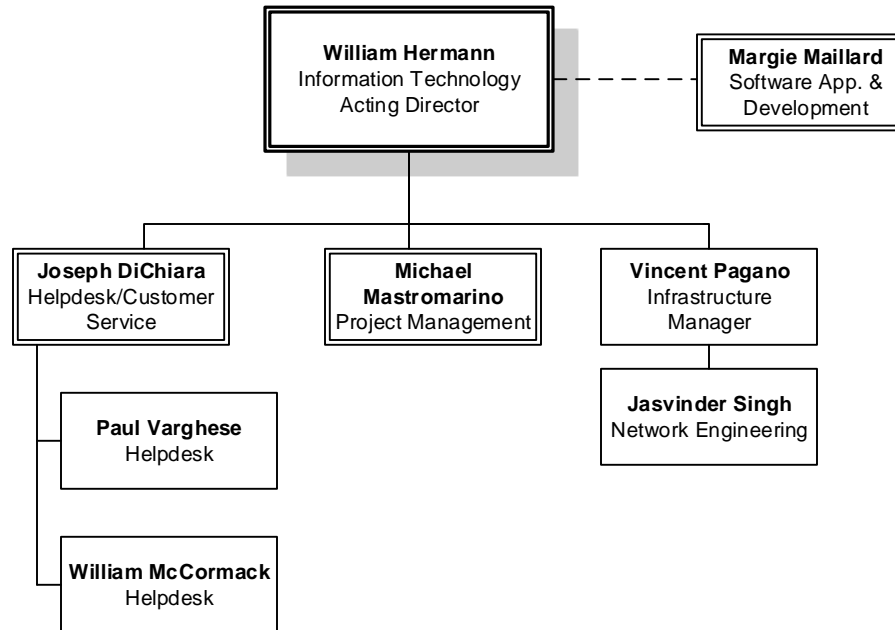 William Hermann
Information Technology
Acting Director
Margie Maillard
Software App. &
Development
Joseph DiChiara
Helpdesk/Customer
Service
Michael
Mastromarino
Project Management
Vincent Pagano
Infrastructure
Manager
Jasvinder Singh
Network Engineering
Paul Varghese
Helpdesk
William McCormack
Helpdesk